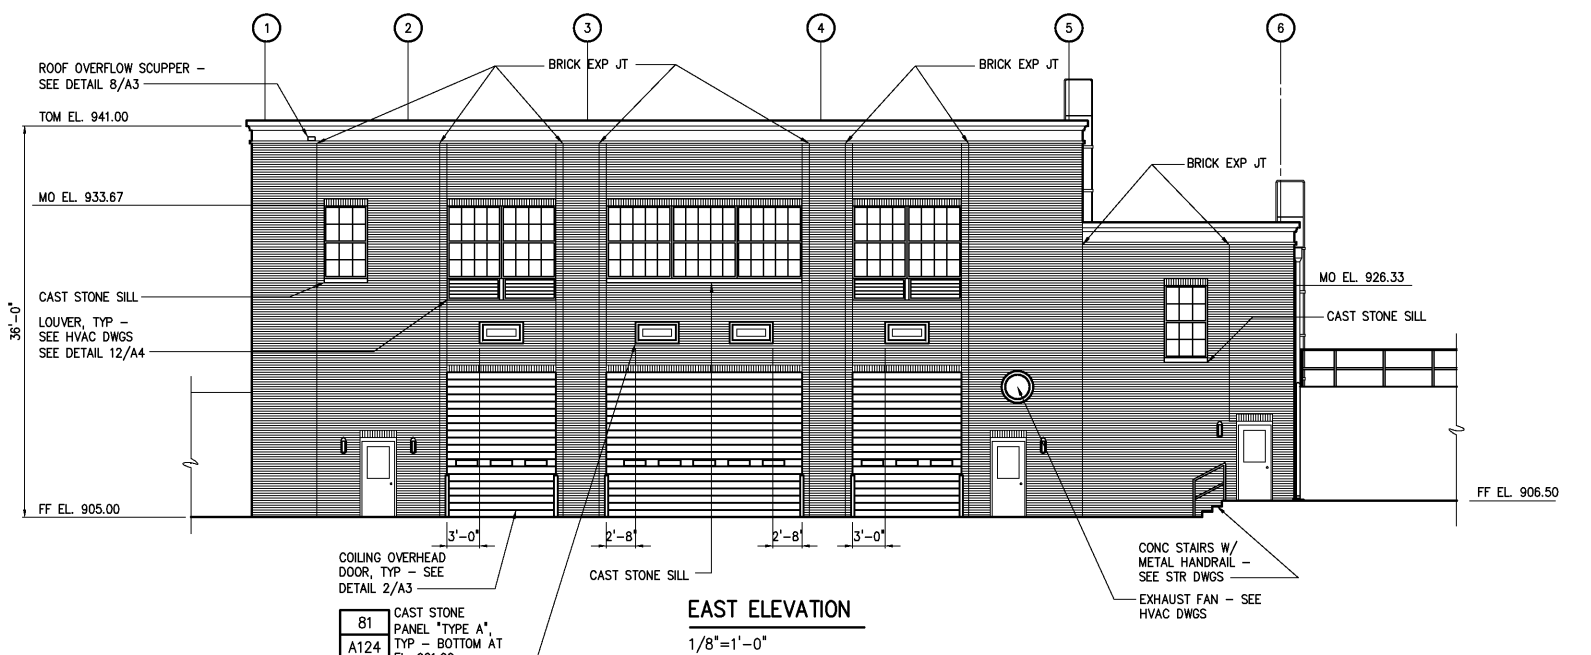 1
2
3
4
5
6
ROOF OVERFLOW SCUPPER –
SEE DETAIL 8/A3
BRICK EXP JT
BRICK EXP JT
TOM EL. 941.00
BRICK EXP JT
MO EL. 933.67
MO EL. 926.33
CAST STONE SILL
36'-0"
LOUVER, TYP –
SEE HVAC DWGS
SEE DETAIL 12/A4
CAST STONE SILL
FF EL. 905.00
FF EL. 906.50
3'-0"
2'-8"
2'-8"
3'-0"
COILING OVERHEAD
DOOR, TYP – SEE
DETAIL 2/A3
CAST STONE SILL
CONC STAIRS W/
METAL HANDRAIL –
SEE STR DWGS
EXHAUST FAN – SEE
HVAC DWGS
81
A124
CAST STONE
PANEL "TYPE A",
TYP – BOTTOM AT
EAST ELEVATION
1/8"=1'-0"